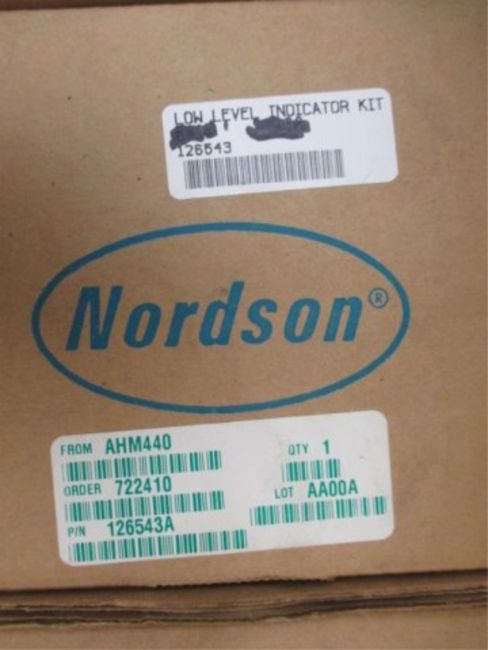 LOW LEVEL INDICATOR KIT
126543
Nordson®
FROM AHM440
QTY 1
ORDER 722410
LOT AA00A
P/N 126543A